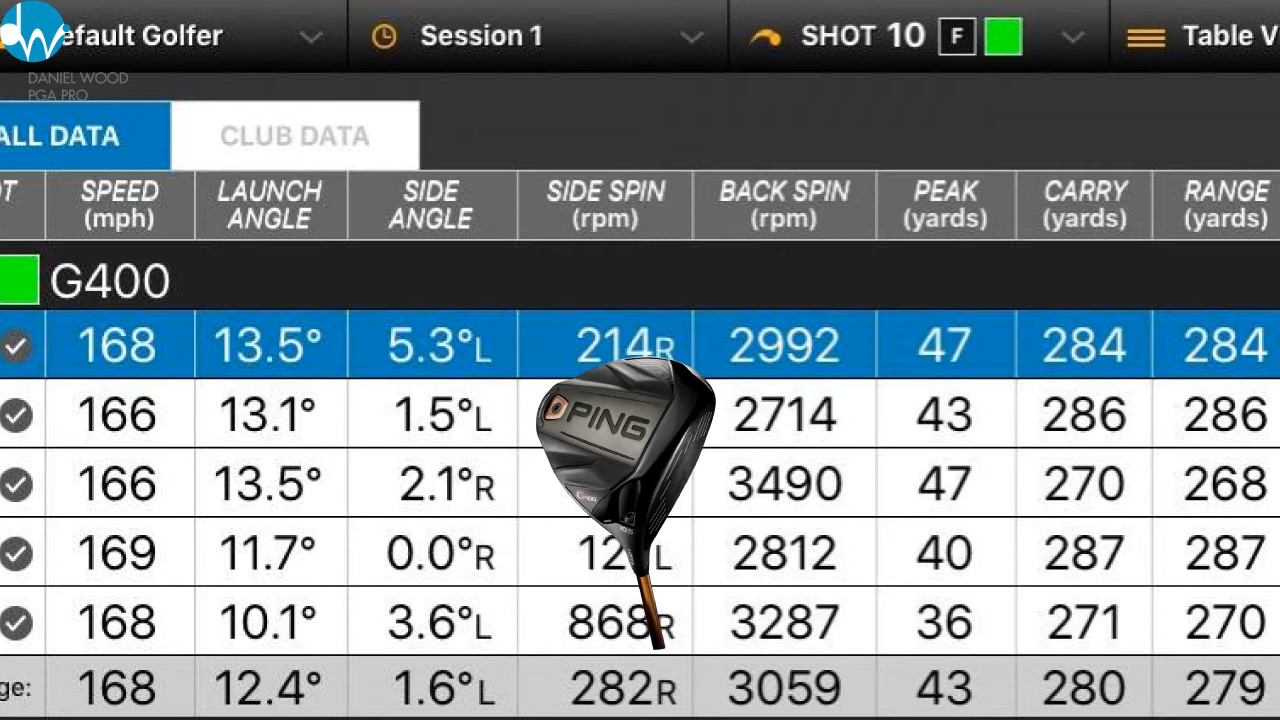 efault Golfer Session 1 SHOT 10 F Table V
DANIEL WOOD
PGA PRO
ALL DATA CLUB DATA
T SPEED (mph) LAUNCH ANGLE SIDE ANGLE SIDE SPIN (rpm) BACK SPIN (rpm) PEAK (yards) CARRY (yards) RANGE (yards)
G400
168 13.5° 5.3°L 214R 2992 47 284 284
166 13.1° 1.5°L 2714 43 286 286
PING
166 13.5° 2.1°R 3490 47 270 268
G400
169 11.7° 0.0°R 12 L 2812 40 287 287
168 10.1° 3.6°L 868R 3287 36 271 270
ge: 168 12.4° 1.6°L 282R 3059 43 280 279